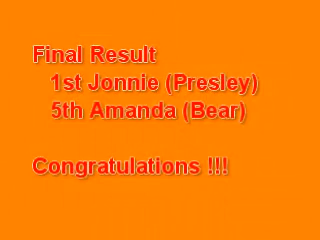 Final Result
1st Jonnie (Presley)
5th Amanda (Bear)
Congratulations !!!